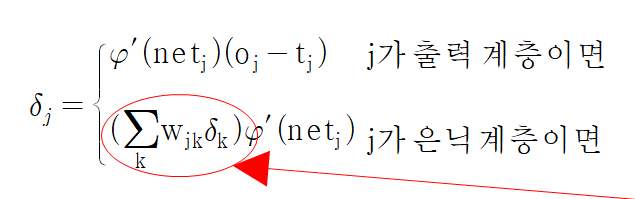 δj = { φ′(netj)(oj − tj) j가 출력 계층이면
(∑k wjkδk)φ′(netj) j가 은닉 계층이면